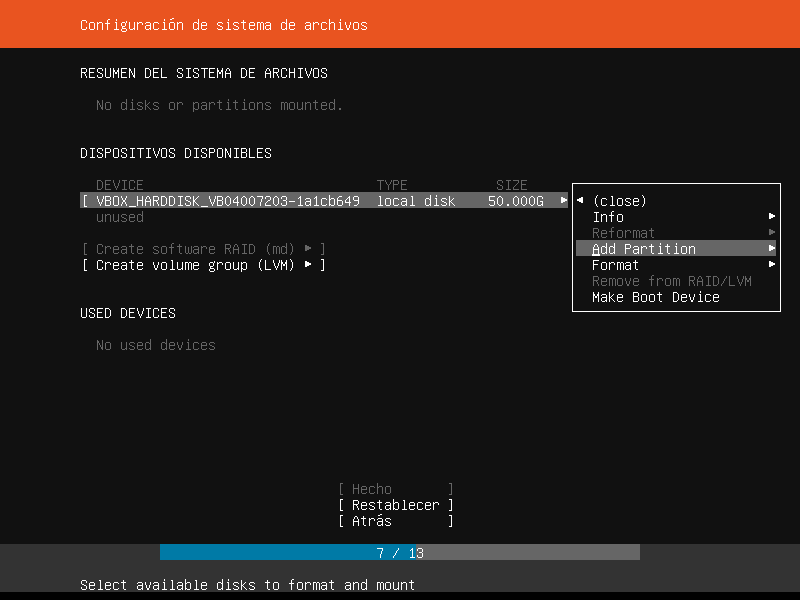 Configuración de sistema de archivos
RESUMEN DEL SISTEMA DE ARCHIVOS
No disks or partitions mounted.
DISPOSITIVOS DISPONIBLES
DEVICE TYPE SIZE
[ VBOX_HARDDISK_VB04007203-1a1cb649 local disk 50.000G ▸
unused
[ Create software RAID (md) ▸ ]
[ Create volume group (LVM) ▸ ]
◂ (close)
Info ▸
Reformat ▸
Add Partition ▸
Format ▸
Remove from RAID/LVM
Make Boot Device
USED DEVICES
No used devices
[ Hecho ]
[ Restablecer ]
[ Atrás ]
7 / 13
Select available disks to format and mount